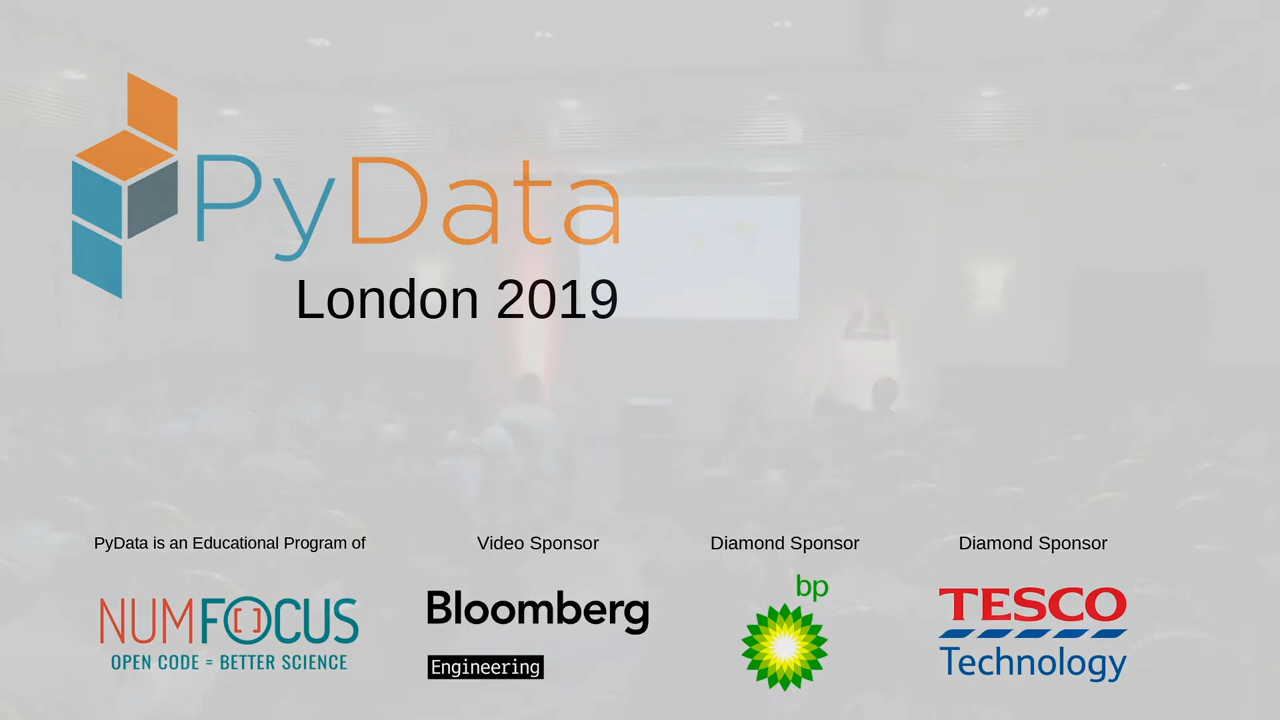 PyData
London 2019
PyData is an Educational Program of
NUMFOCUS
OPEN CODE = BETTER SCIENCE
Video Sponsor
Bloomberg
Engineering
Diamond Sponsor
bp
Diamond Sponsor
TESCO
Technology